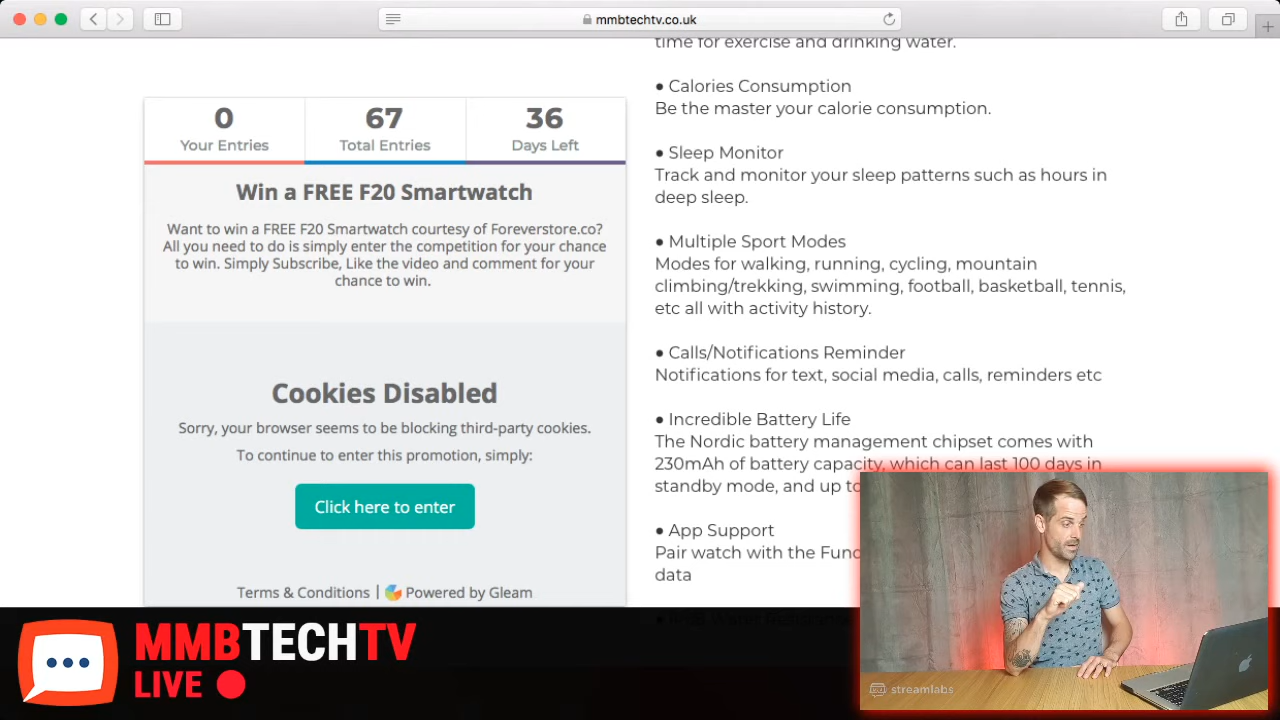 mmbtechtv.co.uk
time for exercise and drinking water.
● Calories Consumption
Be the master your calorie consumption.
● Sleep Monitor
Track and monitor your sleep patterns such as hours in
deep sleep.
● Multiple Sport Modes
Modes for walking, running, cycling, mountain
climbing/trekking, swimming, football, basketball, tennis,
etc all with activity history.
● Calls/Notifications Reminder
Notifications for text, social media, calls, reminders etc
● Incredible Battery Life
The Nordic battery management chipset comes with
230mAh of battery capacity, which can last 100 days in
standby mode, and up to
● App Support
Pair watch with the
data
0 67 36
Your Entries Total Entries Days Left
Win a FREE F20 Smartwatch
Want to win a FREE F20 Smartwatch courtesy of Foreverstore.co?
All you need to do is simply enter the competition for your chance
to win. Simply Subscribe, Like the video and comment for your
chance to win.
Cookies Disabled
Sorry, your browser seems to be blocking third-party cookies.
To continue to enter this promotion, simply:
Click here to enter
Terms & Conditions | Powered by Gleam
MMBTECHTV
LIVE
streamlabs